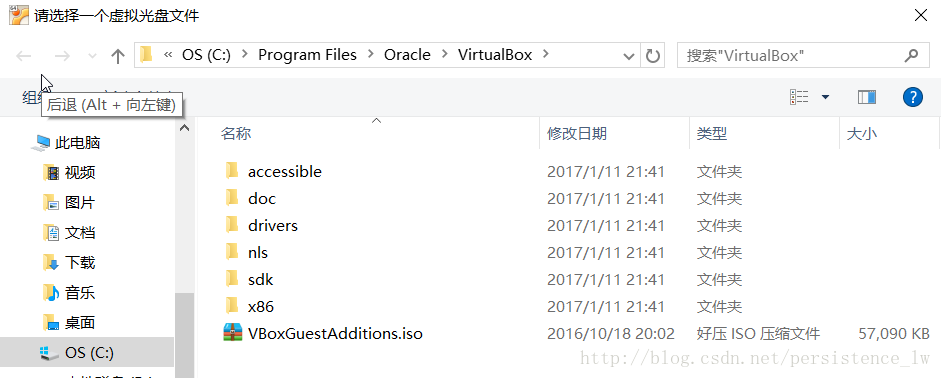 请选择一个虚拟光盘文件
« OS (C:) > Program Files > Oracle > VirtualBox >
搜索"VirtualBox"
后退 (Alt + 向左键)
名称 修改日期 类型 大小
此电脑
视频
图片
文档
下载
音乐
桌面
OS (C:)
accessible 2017/1/11 21:41 文件夹
doc 2017/1/11 21:41 文件夹
drivers 2017/1/11 21:41 文件夹
nls 2017/1/11 21:41 文件夹
sdk 2017/1/11 21:41 文件夹
x86 2017/1/11 21:41 文件夹
VBoxGuestAdditions.iso 2016/10/18 20:02 好压 ISO 压缩文件 57,090 KB
http://blog.csdn.net/persistence_lw